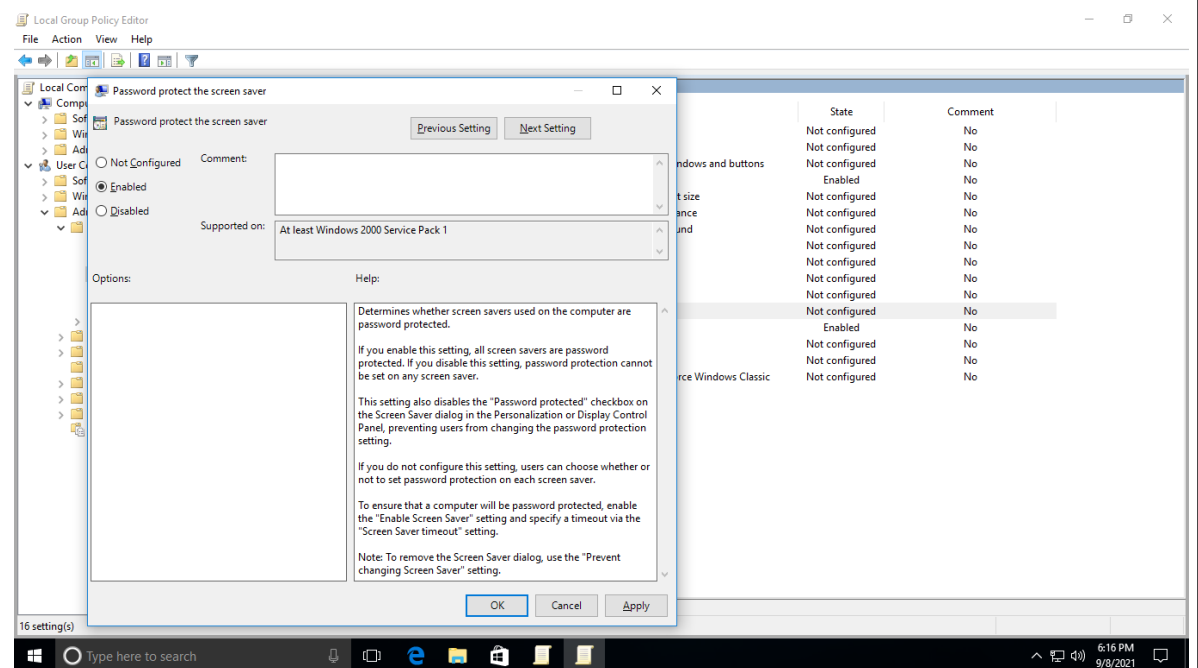 Local Group Policy Editor
File Action View Help
Local Com
Compu
Sof
Wi
Ad
User C
Sof
Wi
Ad
Password protect the screen saver
Password protect the screen saver
Previous Setting
Next Setting
Not Configured
Enabled
Disabled
Comment:
Supported on:
At least Windows 2000 Service Pack 1
Options:
Help:
Determines whether screen savers used on the computer are
password protected.
If you enable this setting, all screen savers are password
protected. If you disable this setting, password protection cannot
be set on any screen saver.
This setting also disables the "Password protected" checkbox on
the Screen Saver dialog in the Personalization or Display Control
Panel, preventing users from changing the password protection
setting.
If you do not configure this setting, users can choose whether or
not to set password protection on each screen saver.
To ensure that a computer will be password protected, enable
the "Enable Screen Saver" setting and specify a timeout via the
"Screen Saver timeout" setting.
Note: To remove the Screen Saver dialog, use the "Prevent
changing Screen Saver" setting.
OK
Cancel
Apply
State Comment
Not configured No
Not configured No
ndows and buttons Not configured No
Enabled No
t size Not configured No
ance Not configured No
und Not configured No
Not configured No
Not configured No
Not configured No
Not configured No
Not configured No
Enabled No
Not configured No
Not configured No
rce Windows Classic Not configured No
16 setting(s)
Type here to search
6:16 PM
9/8/2021